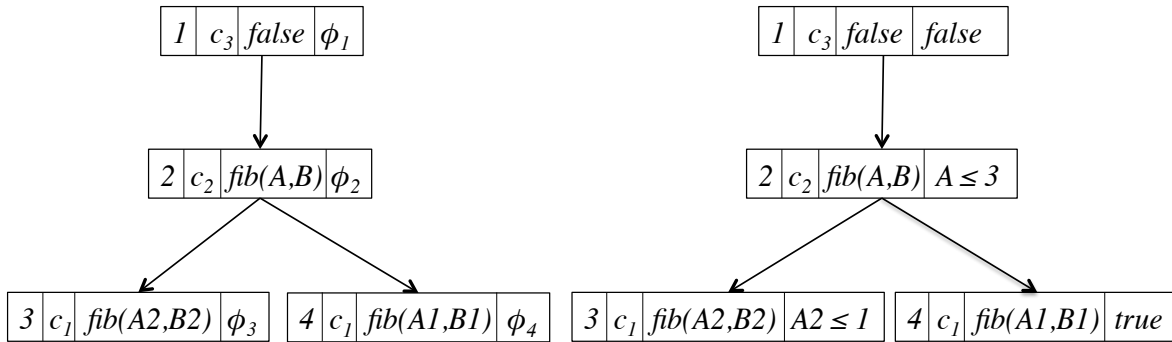 1 c₃ false ϕ₁ 1 c₃ false false
2 c₂ fib(A,B) ϕ₂ 2 c₂ fib(A,B) A ≤ 3
3 c₁ fib(A2,B2) ϕ₃ 4 c₁ fib(A1,B1) ϕ₄ 3 c₁ fib(A2,B2) A2 ≤ 1 4 c₁ fib(A1,B1) true